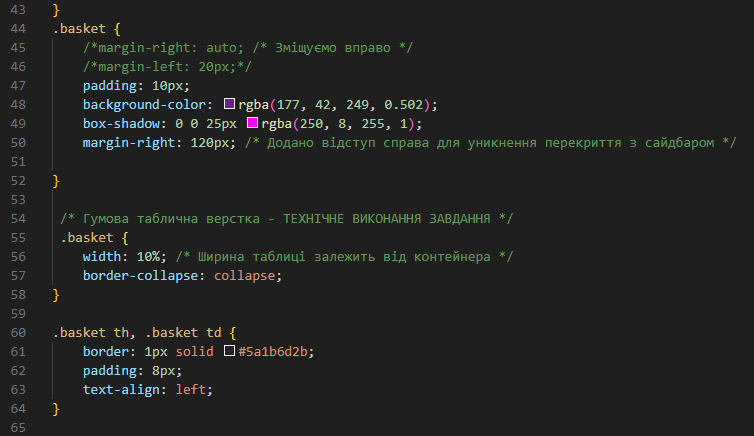 43 }
44 .basket {
45 /*margin-right: auto; /* Зміщуємо вправо */
46 /*margin-left: 20px;*/
47 padding: 10px;
48 background-color: rgba(177, 42, 249, 0.502);
49 box-shadow: 0 0 25px rgba(250, 8, 255, 1);
50 margin-right: 120px; /* Додано відступ справа для уникнення перекриття з сайдбаром */
51
52 }
53
54 /* Гумова таблична верстка - ТЕХНІЧНЕ ВИКОНАННЯ ЗАВДАННЯ */
55 .basket {
56 width: 10%; /* Ширина таблиці залежить від контейнера */
57 border-collapse: collapse;
58 }
59
60 .basket th, .basket td {
61 border: 1px solid #5a1b6d2b;
62 padding: 8px;
63 text-align: left;
64 }
65